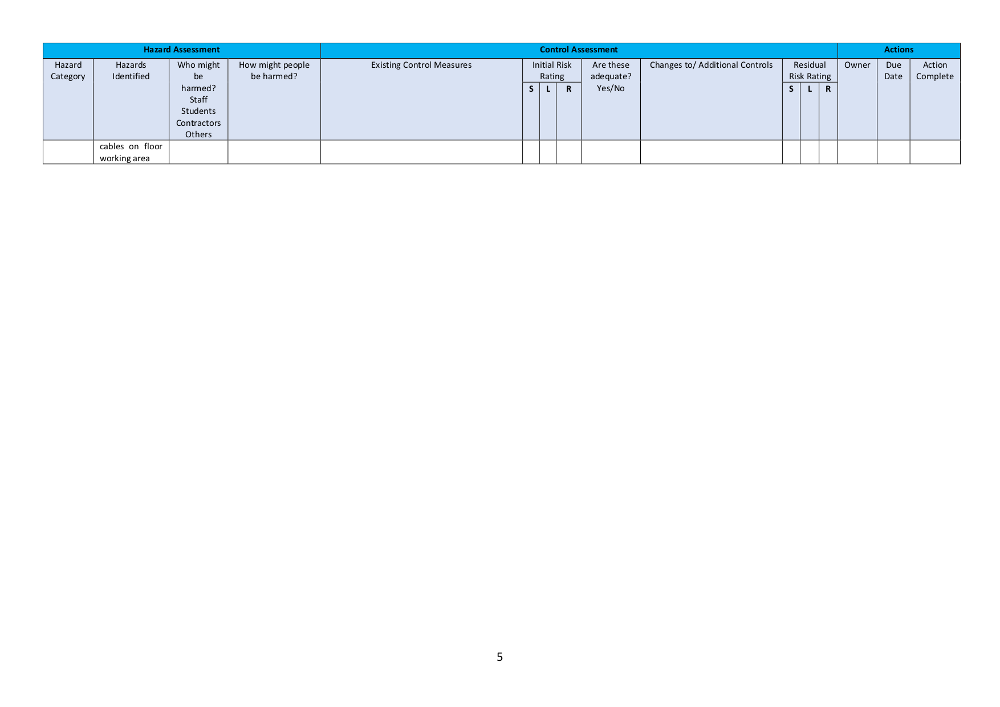 Hazard Assessment Control Assessment Actions
Hazard
Category
Hazards
Identified
Who might
be
harmed?
Staff
Students
Contractors
Others
How might people
be harmed?
Existing Control Measures
Initial Risk
Rating
S L R
Are these
adequate?
Yes/No
Changes to/ Additional Controls
Residual
Risk Rating
S L R
Owner
Due
Date
Action
Complete
cables on floor
working area
5